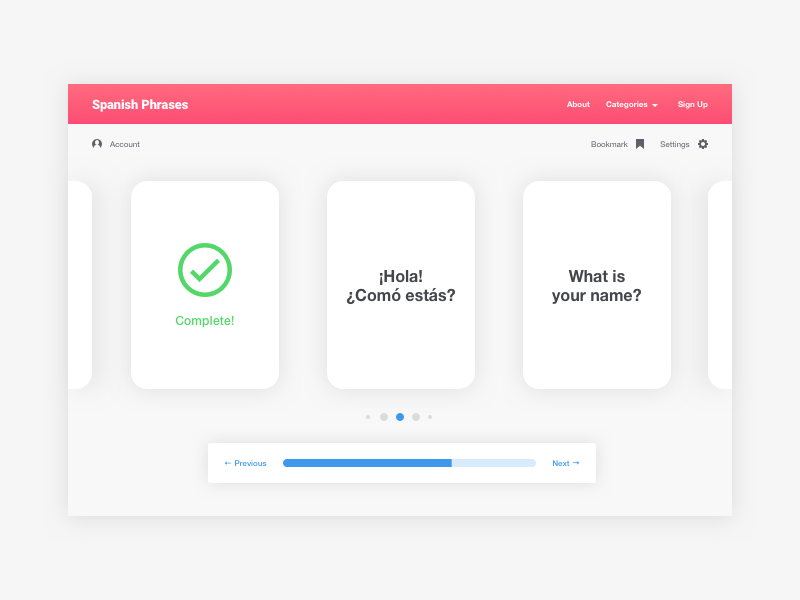 Spanish Phrases
About Categories Sign Up
Account
Bookmark Settings
Complete!
¡Hola!
¿Comó estás?
What is
your name?
← Previous
Next →